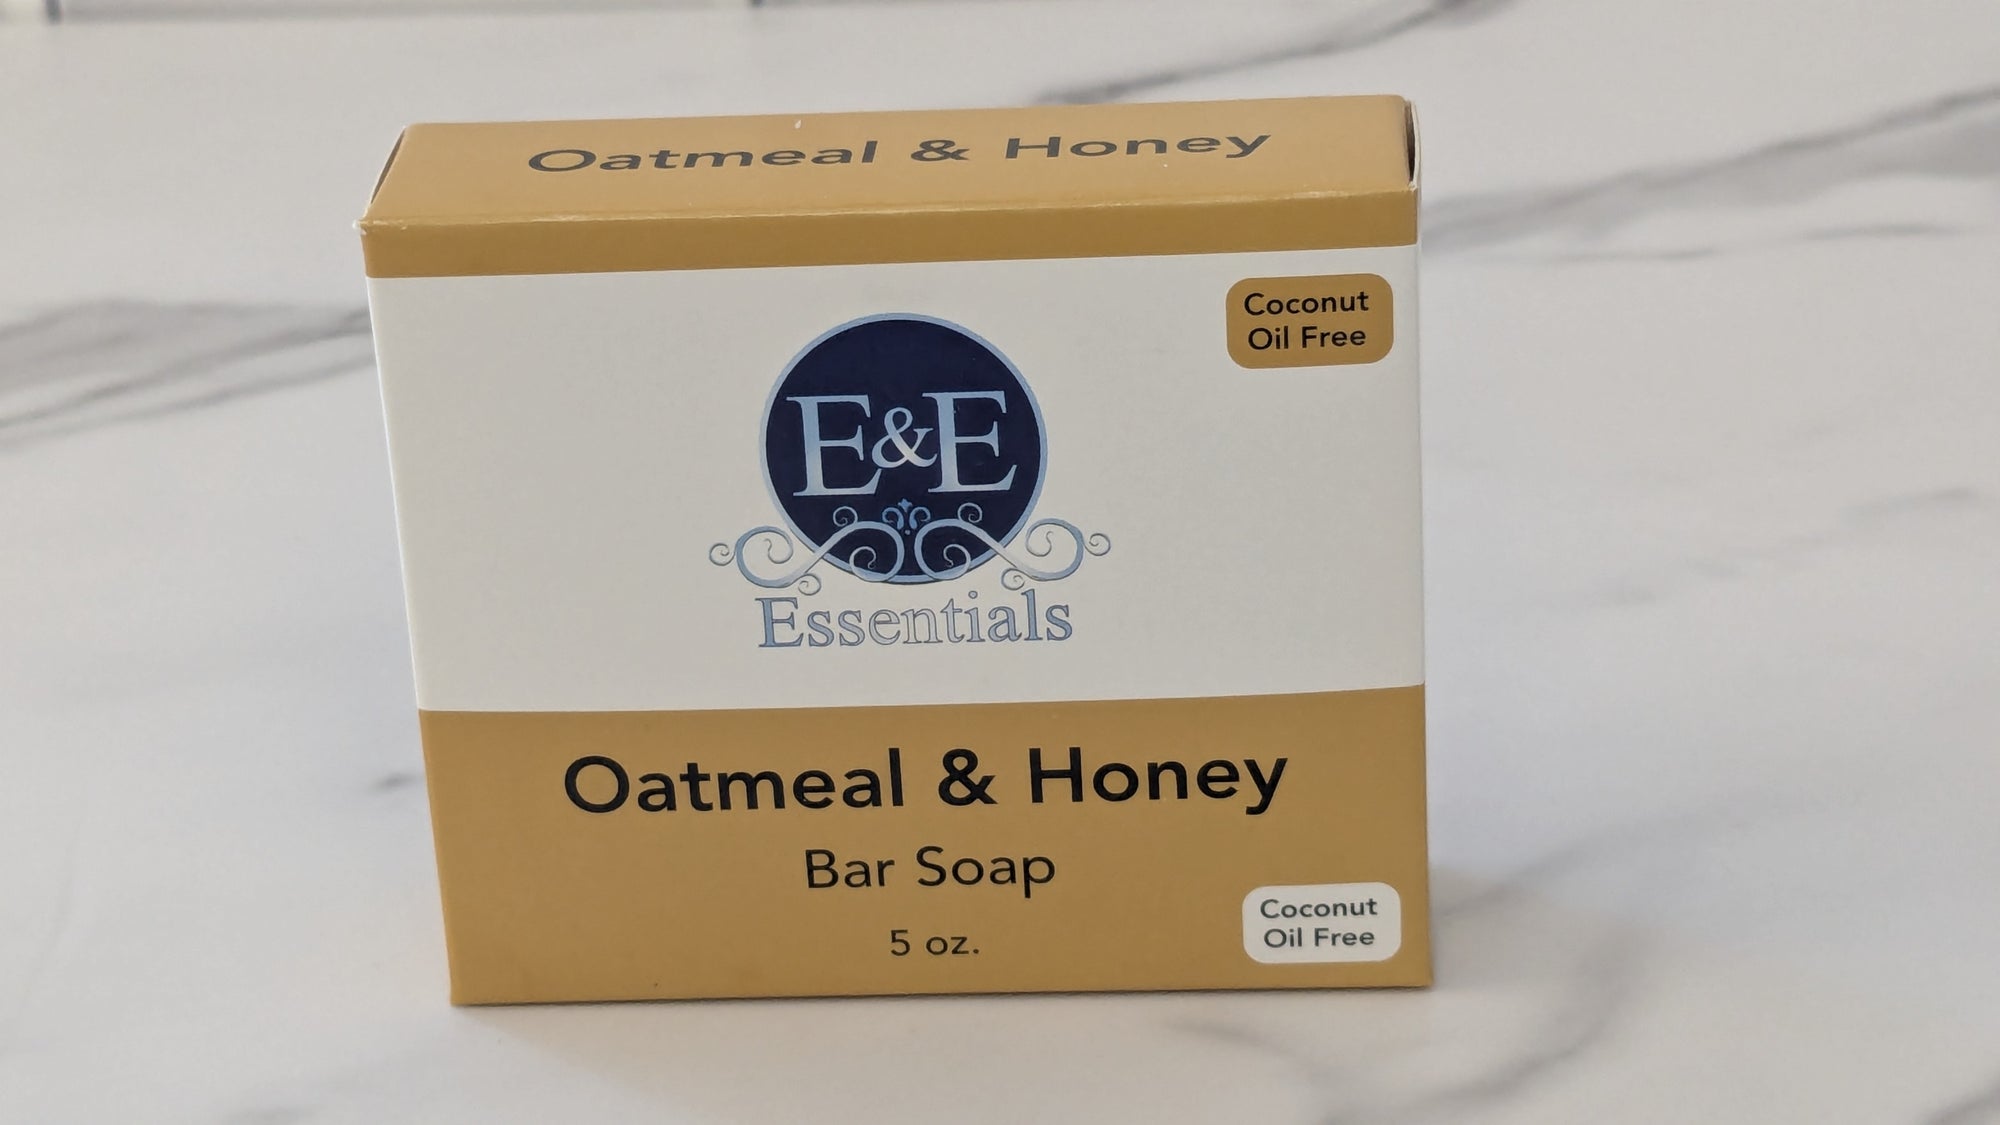 Oatmeal & Honey
Coconut
Oil Free
E&E
Essentials
Oatmeal & Honey
Bar Soap
5 oz.
Coconut
Oil Free